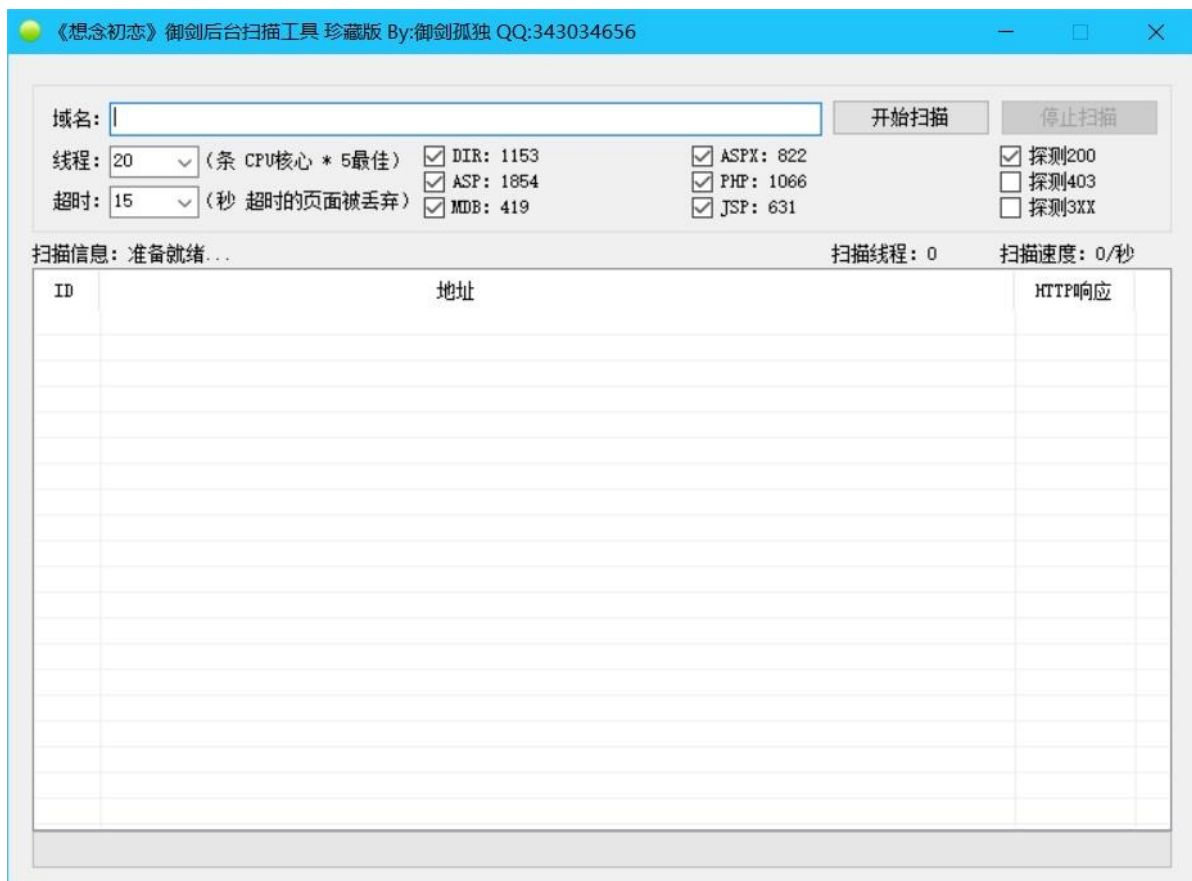 《想念初恋》御剑后台扫描工具 珍藏版 By:御剑孤独 QQ:343034656
域名: 开始扫描 停止扫描
线程: 20 (条 CPU核心 * 5最佳) DIR: 1153 ASPX: 822 探测200
ASP: 1854 PHP: 1066 探测403
超时: 15 (秒 超时的页面被丢弃) MDB: 419 JSP: 631 探测3XX
扫描信息: 准备就绪... 扫描线程: 0 扫描速度: 0/秒
ID 地址 HTTP响应